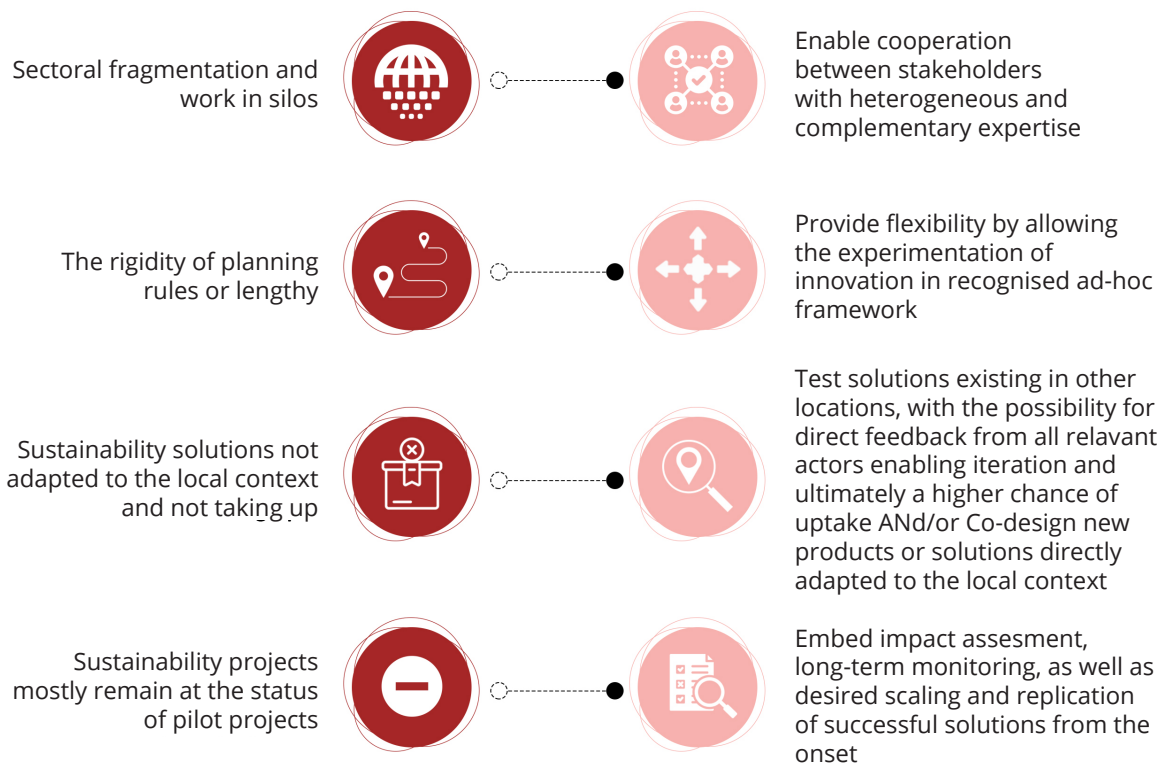 Sectoral fragmentation and
work in silos
Enable cooperation
between stakeholders
with heterogeneous and
complementary expertise
The rigidity of planning
rules or lengthy
Provide flexibility by allowing
the experimentation of
innovation in recognised ad-hoc
framework
Sustainability solutions not
adapted to the local context
and not taking up
Test solutions existing in other
locations, with the possibility for
direct feedback from all relavant
actors enabling iteration and
ultimately a higher chance of
uptake ANd/or Co-design new
products or solutions directly
adapted to the local context
Sustainability projects
mostly remain at the status
of pilot projects
Embed impact assesment,
long-term monitoring, as well as
desired scaling and replication
of successful solutions from the
onset